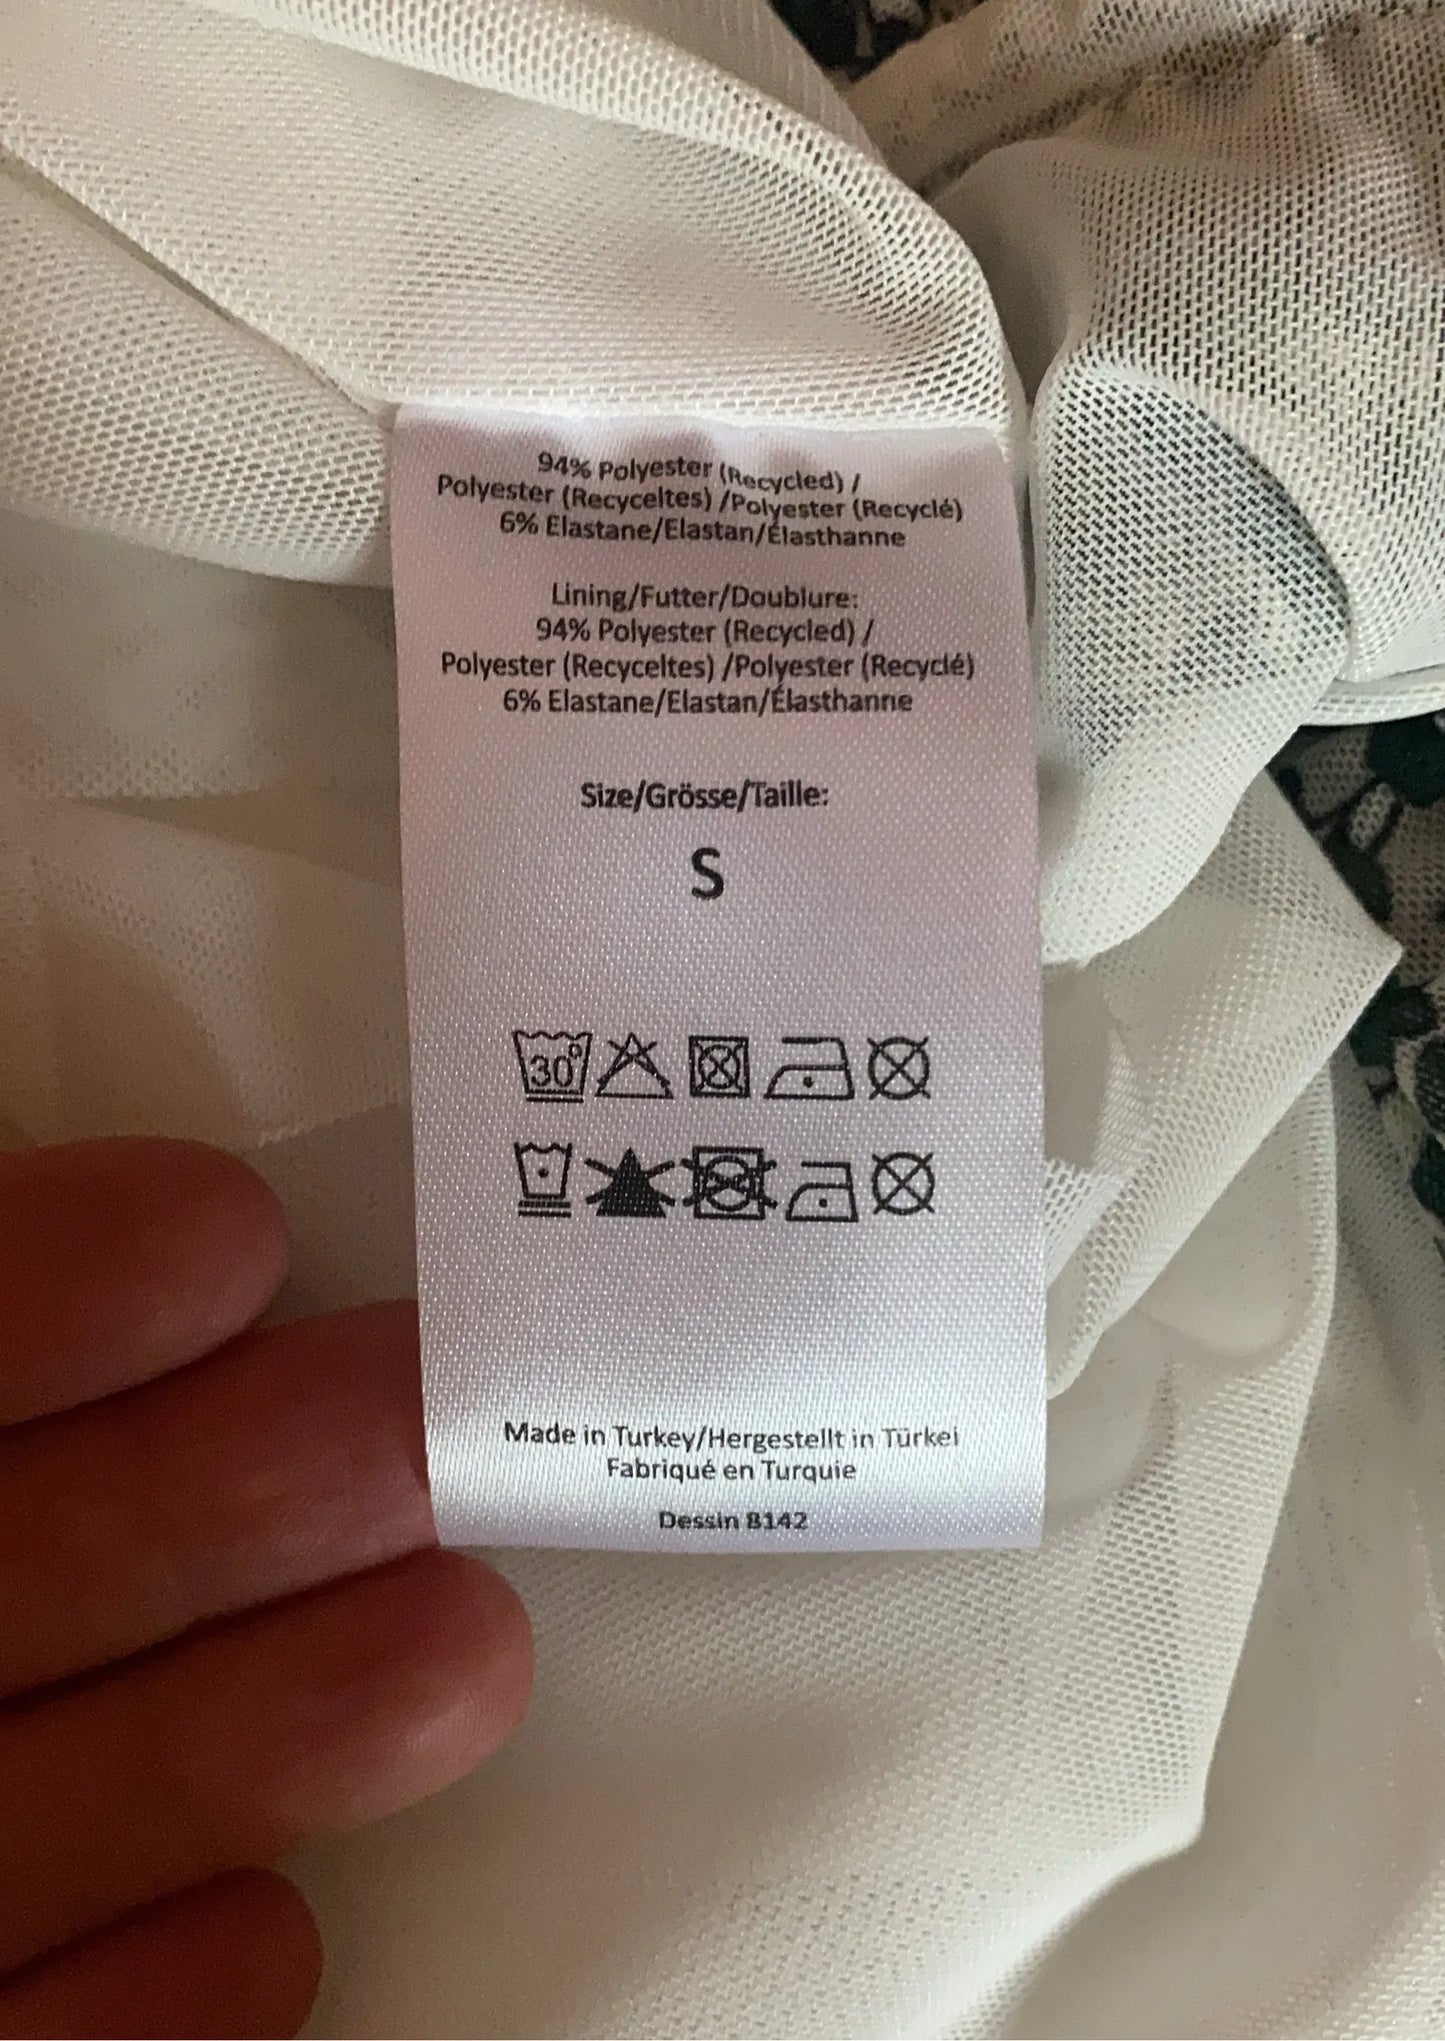 94% Polyester (Recycled) /
Polyester (Recyceltes) /Polyester (Recyclé)
6% Elastane/Elastan/Élasthanne
Lining/Futter/Doublure:
94% Polyester (Recycled) /
Polyester (Recyceltes) /Polyester (Recyclé)
6% Elastane/Elastan/Élasthanne
Size/Grösse/Taille:
S
30°
Made in Turkey/Hergestellt in Türkei
Fabriqué en Turquie
Dessin 8142